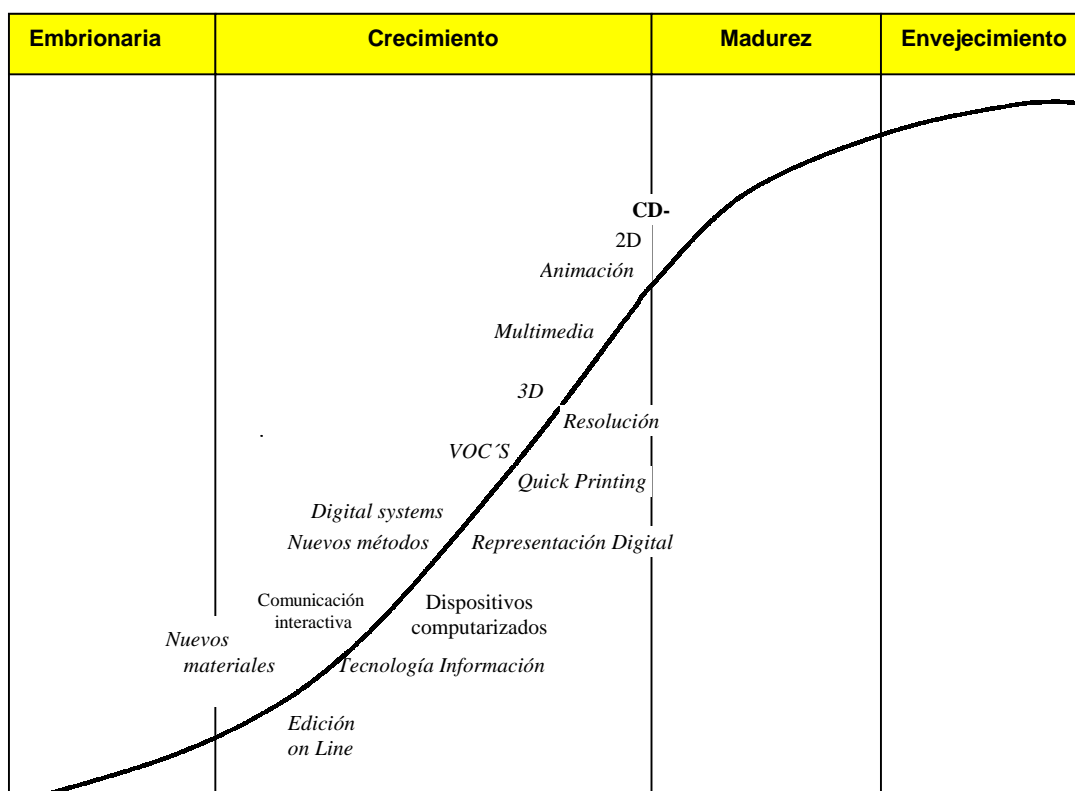 Embrionaria Crecimiento Madurez Envejecimiento
CD-
2D
Animación
Multimedia
3D
Resolución
VOC´S
Quick Printing
Digital systems
Nuevos métodos
Representación Digital
Comunicación
interactiva
Dispositivos
computarizados
Nuevos
materiales
Tecnología Información
Edición
on Line